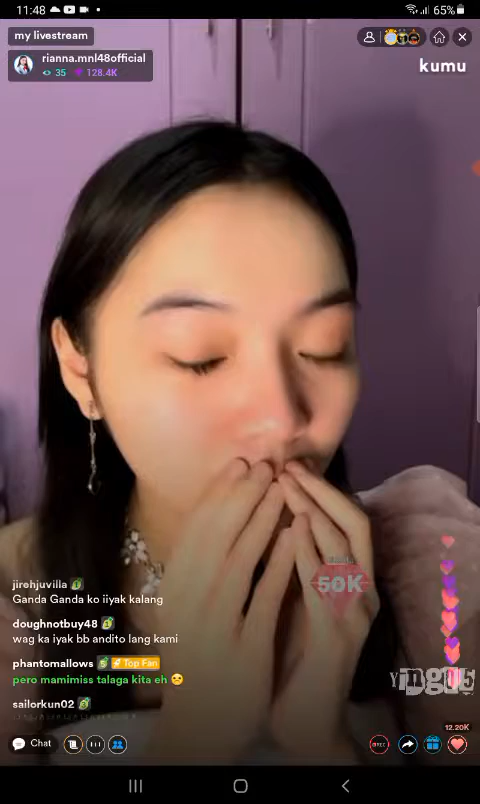 11:48
65%
my livestream
rianna.mnl48official
35 128.4K
kumu
50K
jirehjuvilla
Ganda Ganda ko iiyak kalang
doughnotbuy48
wag ka iyak bb andito lang kami
phantomallows Top Fan
pero mamimiss talaga kita eh
sailorkun02
12.20K
Chat